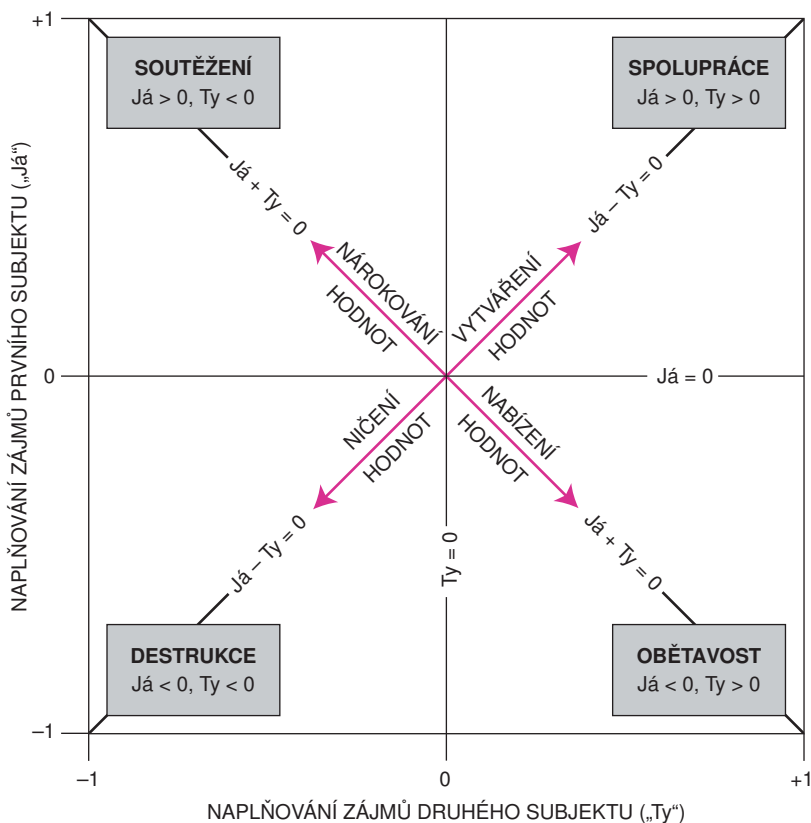 +1
SOUTĚŽENÍ
Já > 0, Ty < 0
SPOLUPRÁCE
Já > 0, Ty > 0
Já + Ty = 0
Já – Ty = 0
NÁROKOVÁNÍ
HODNOT
VYTVÁŘENÍ
HODNOT
NAPLŇOVÁNÍ ZÁJMŮ PRVNÍHO SUBJEKTU („Já“)
0
Já = 0
NIČENÍ
HODNOT
NABÍZENÍ
HODNOT
Já – Ty = 0
Ty = 0
Já + Ty = 0
DESTRUKCE
Já < 0, Ty < 0
OBĚTAVOST
Já < 0, Ty > 0
–1
–1
0
+1
NAPLŇOVÁNÍ ZÁJMŮ DRUHÉHO SUBJEKTU („Ty“)